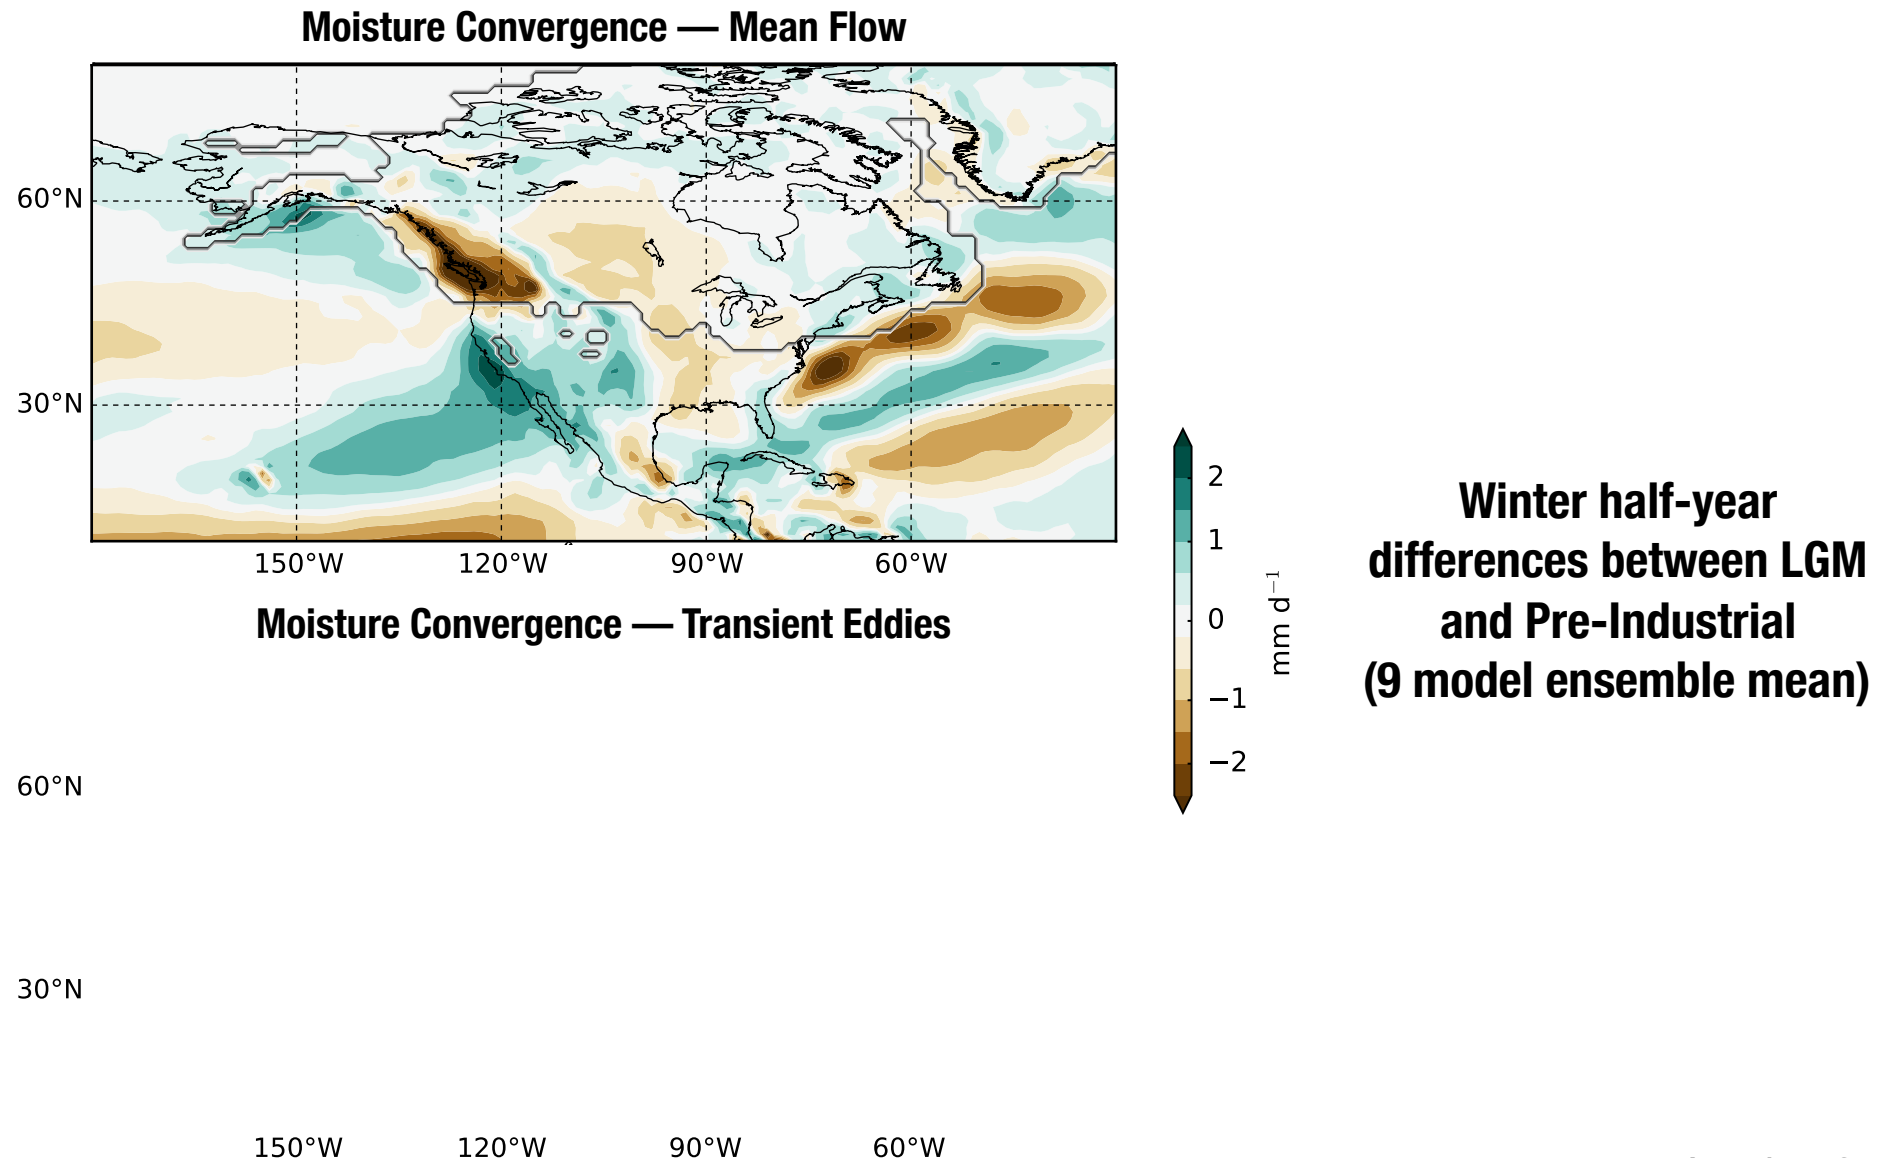 Moisture Convergence — Mean Flow
60°N
30°N
150°W 120°W 90°W 60°W
Moisture Convergence — Transient Eddies
60°N
30°N
150°W 120°W 90°W 60°W
2
1
0
−1
−2
mm d⁻¹
Winter half-year
differences between LGM
and Pre-Industrial
(9 model ensemble mean)